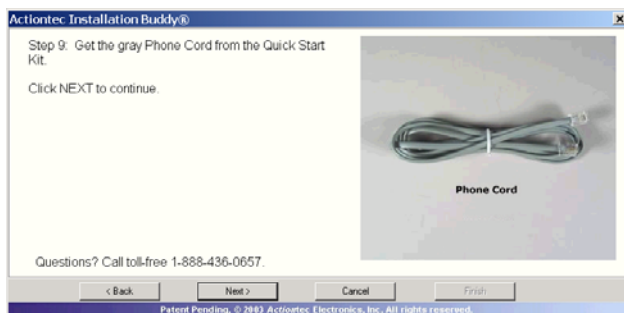 Actiontec Installation Buddy®
Step 9: Get the gray Phone Cord from the Quick Start
Kit.
Click NEXT to continue.
Phone Cord
Questions? Call toll-free 1-888-436-0657.
< Back
Next >
Cancel
Finish
Patent Pending, © 2003 Actiontec Electronics, Inc. All rights reserved.